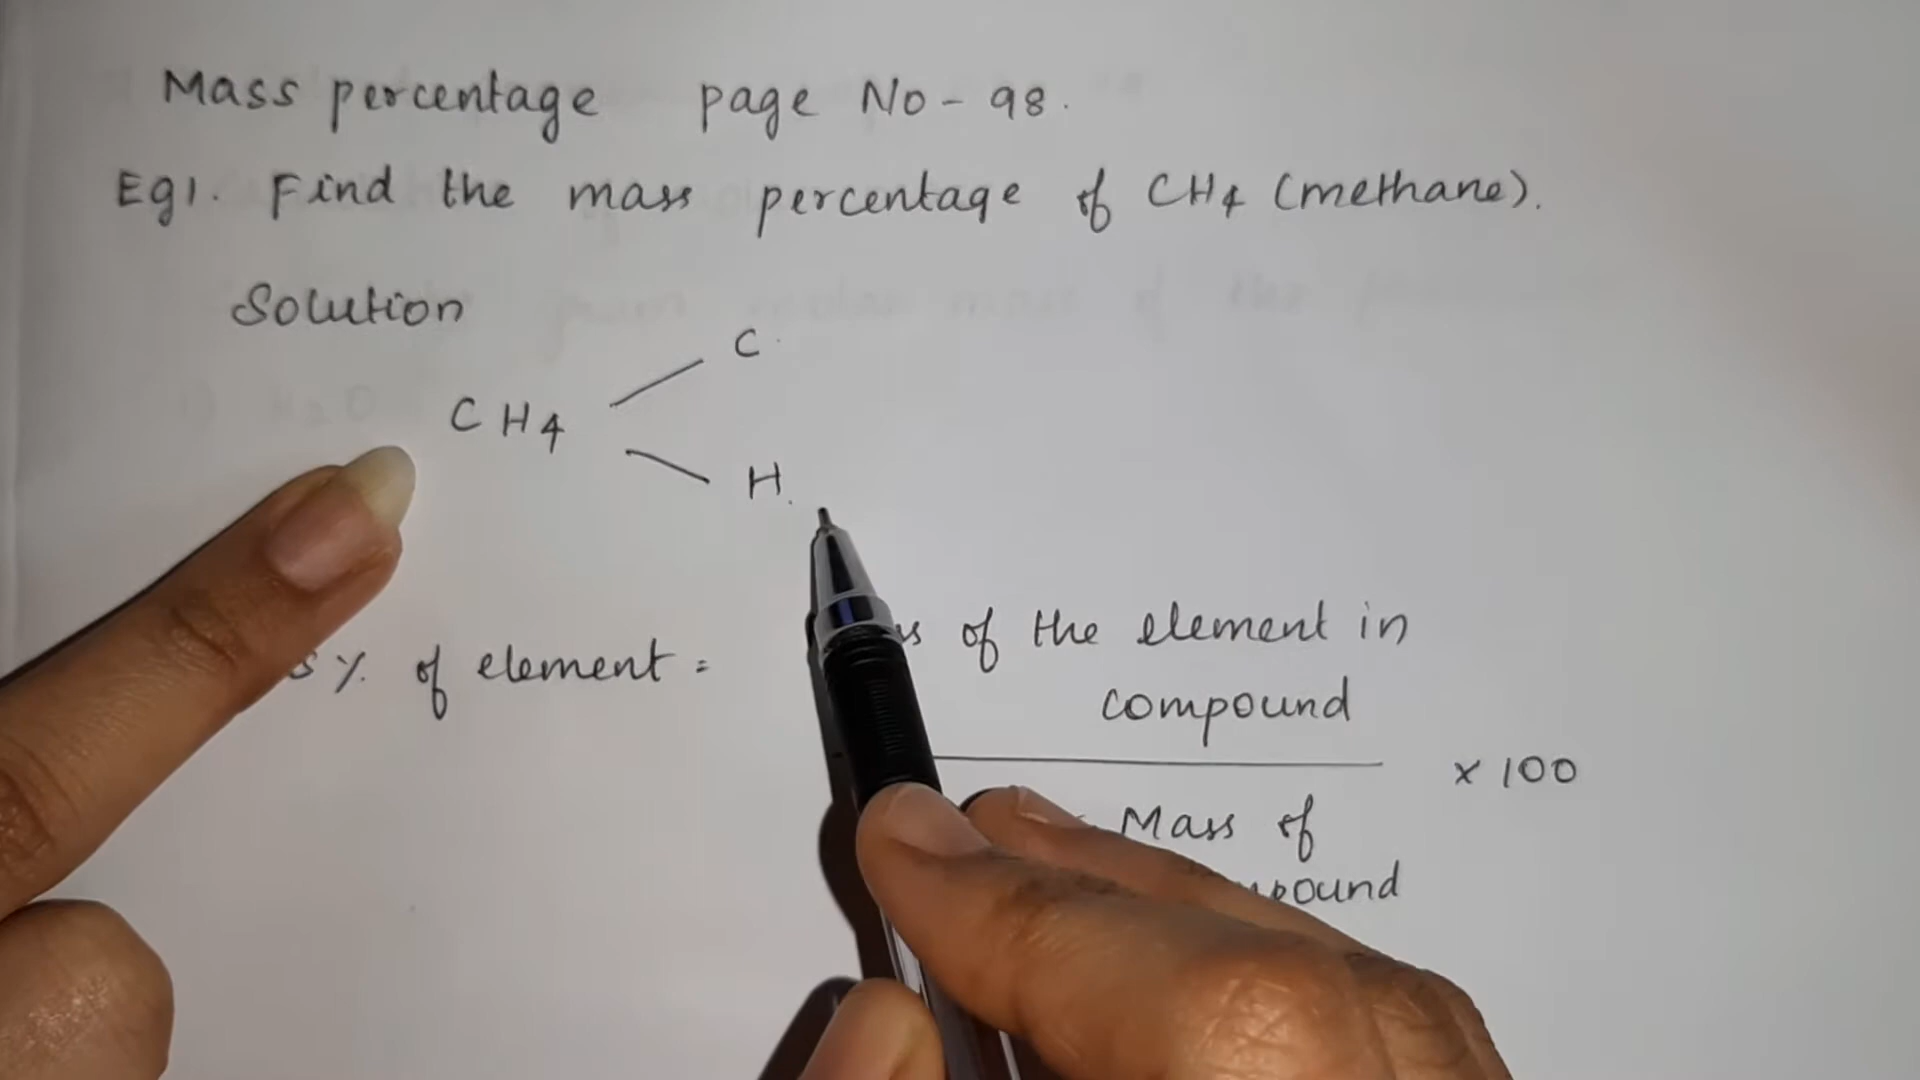 Mass percentage page No - 98.
Eg1. Find the mass percentage of CH4 (methane).
Solution
C
CH4
H.
% of element =
of the element in
compound
x 100
Mass of